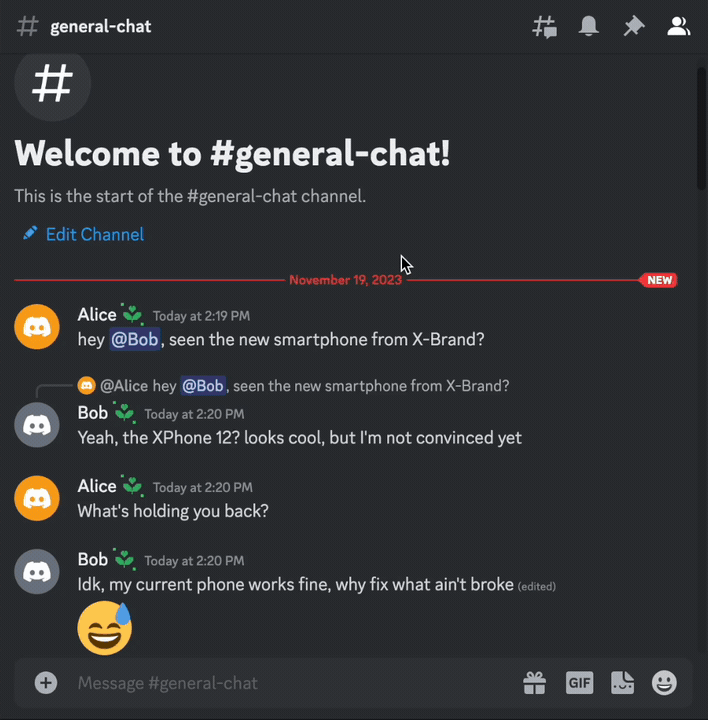 general-chat
Welcome to #general-chat!
This is the start of the #general-chat channel.
Edit Channel
November 19, 2023 NEW
Alice Today at 2:19 PM
hey @Bob, seen the new smartphone from X-Brand?
@Alice hey @Bob, seen the new smartphone from X-Brand?
Bob Today at 2:20 PM
Yeah, the XPhone 12? looks cool, but I'm not convinced yet
Alice Today at 2:20 PM
What's holding you back?
Bob Today at 2:20 PM
Idk, my current phone works fine, why fix what ain't broke (edited)
Message #general-chat GIF